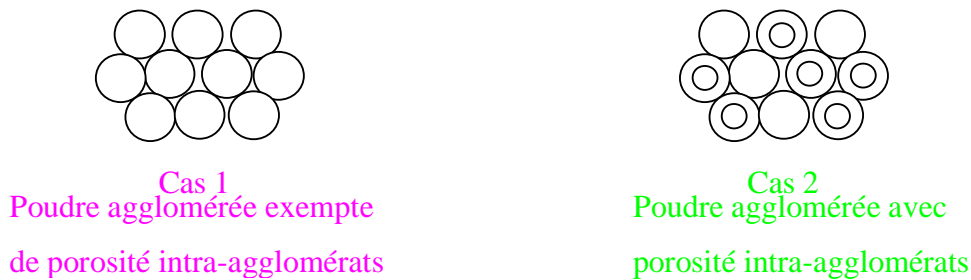 Cas 1
Poudre agglomérée exempte
de porosité intra-agglomérats
Cas 2
Poudre agglomérée avec
porosité intra-agglomérats